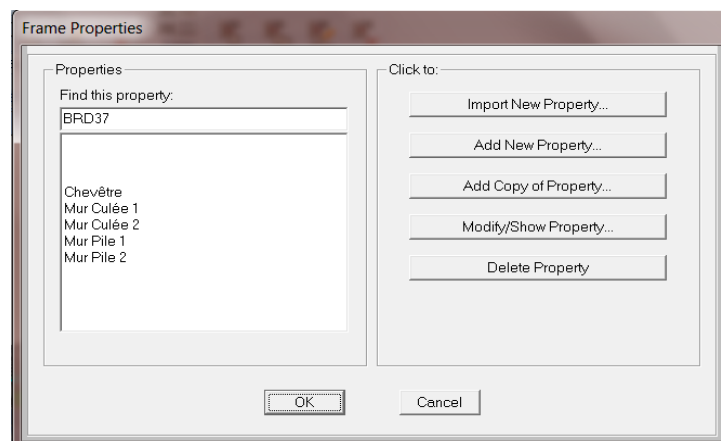 Frame Properties
Properties
Find this property:
BRD37
Chevêtre
Mur Culée 1
Mur Culée 2
Mur Pile 1
Mur Pile 2
Click to:
Import New Property...
Add New Property...
Add Copy of Property...
Modify/Show Property...
Delete Property
OK
Cancel